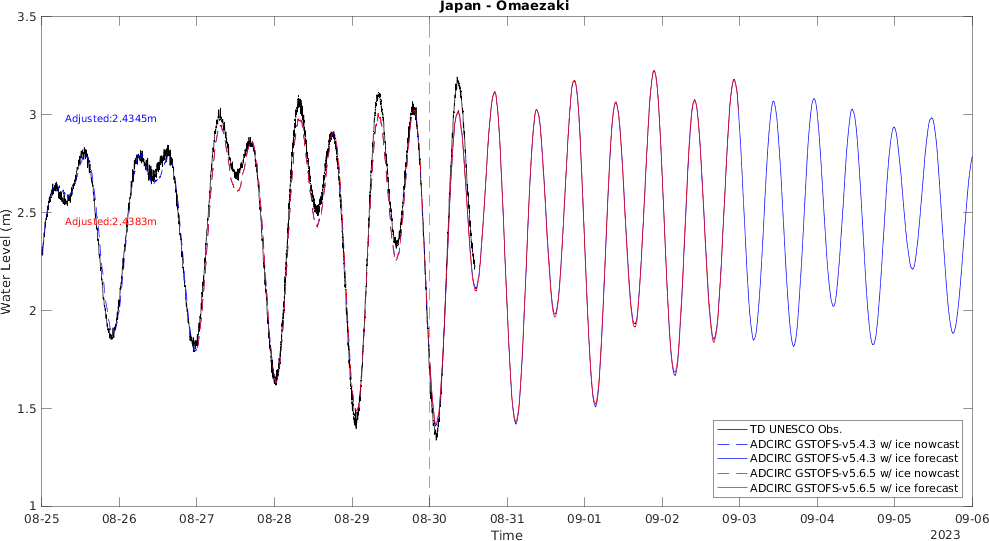 Japan - Omaezaki
3.5
3
2.5
2
1.5
1
Water Level (m)
Adjusted:2.4345m
Adjusted:2.4383m
TD UNESCO Obs.
ADCIRC GSTOFS-v5.4.3 w/ ice nowcast
ADCIRC GSTOFS-v5.4.3 w/ ice forecast
ADCIRC GSTOFS-v5.6.5 w/ ice nowcast
ADCIRC GSTOFS-v5.6.5 w/ ice forecast
08-25 08-26 08-27 08-28 08-29 08-30 08-31 09-01 09-02 09-03 09-04 09-05 09-06
Time
2023